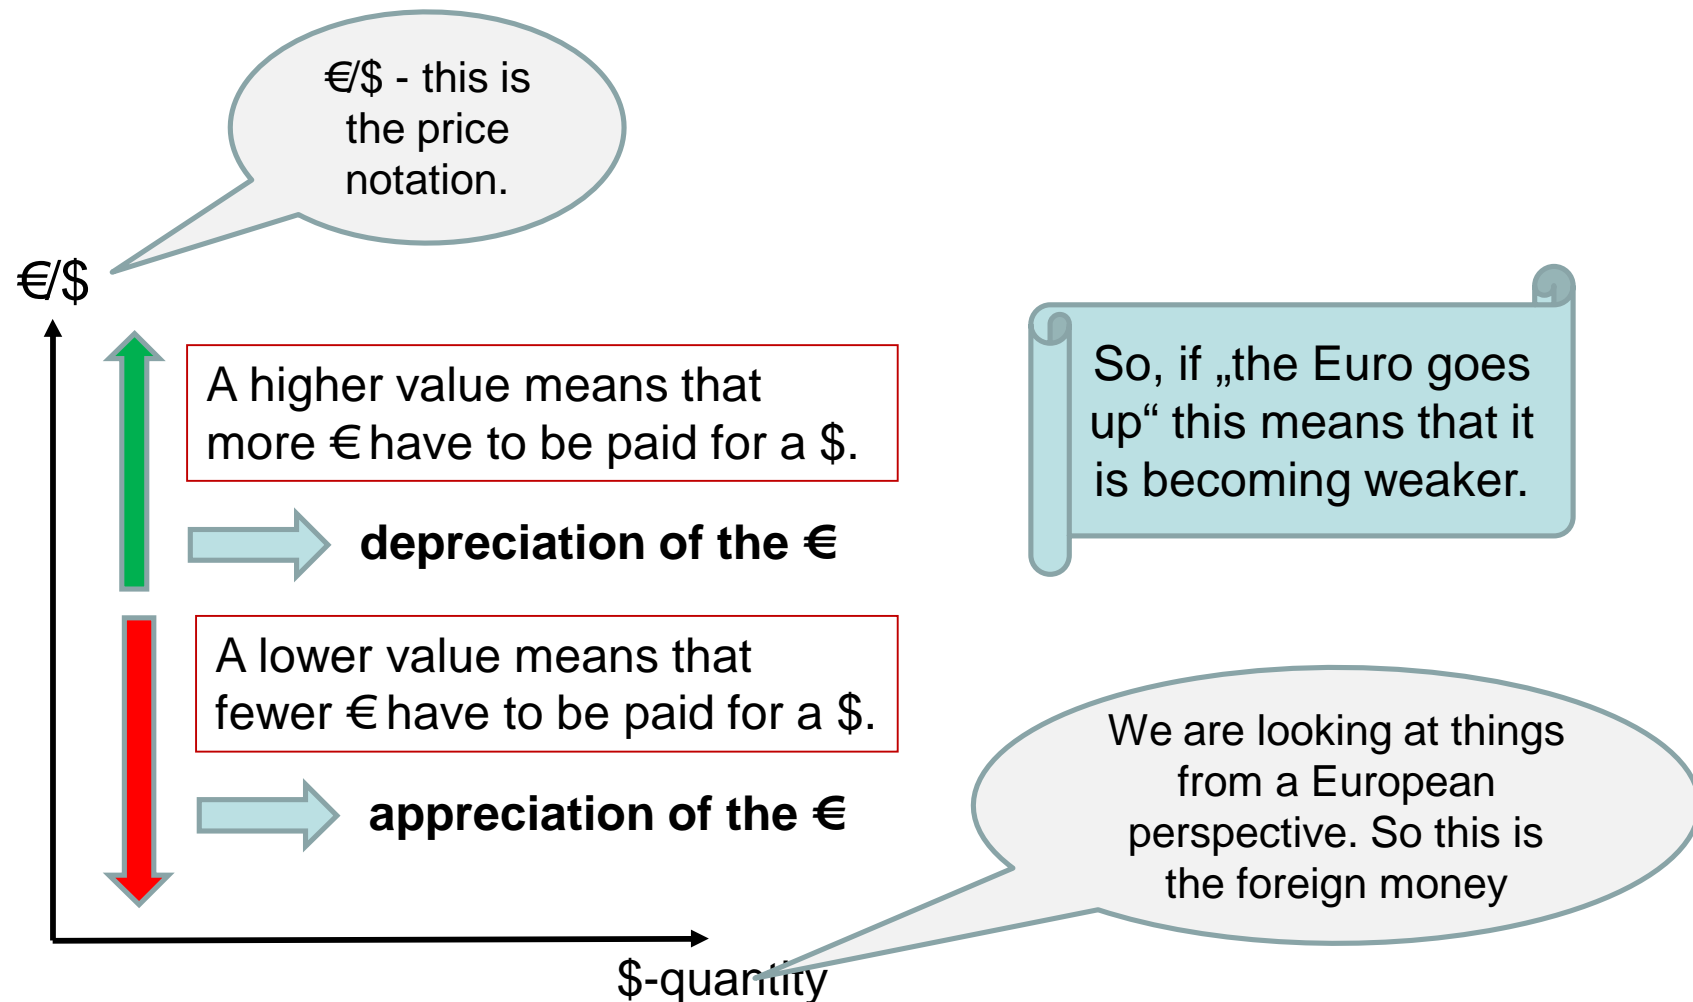 €/$ - this is
the price
notation.
€/$
A higher value means that
more € have to be paid for a $.
depreciation of the €
So, if „the Euro goes
up“ this means that it
is becoming weaker.
A lower value means that
fewer € have to be paid for a $.
appreciation of the €
We are looking at things
from a European
perspective. So this is
the foreign money
$-quantity